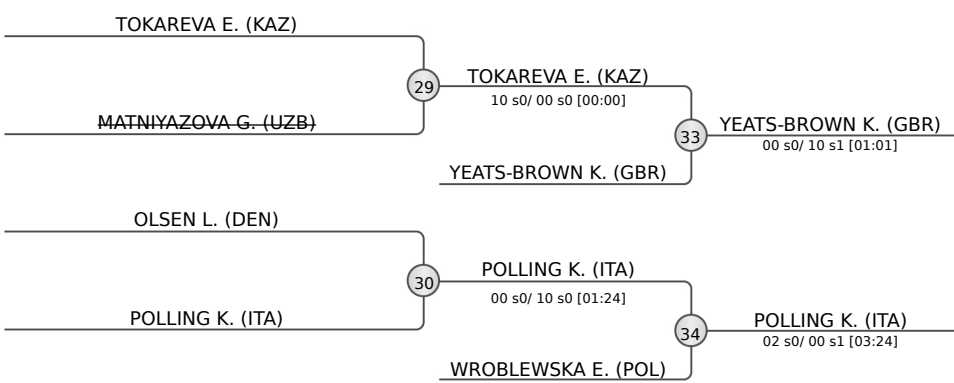 TOKAREVA E. (KAZ)
29
TOKAREVA E. (KAZ)
10 s0/ 00 s0 [00:00]
MATNIYAZOVA G. (UZB)
33
YEATS-BROWN K. (GBR)
00 s0/ 10 s1 [01:01]
YEATS-BROWN K. (GBR)
OLSEN L. (DEN)
30
POLLING K. (ITA)
00 s0/ 10 s0 [01:24]
POLLING K. (ITA)
34
POLLING K. (ITA)
02 s0/ 00 s1 [03:24]
WROBLEWSKA E. (POL)